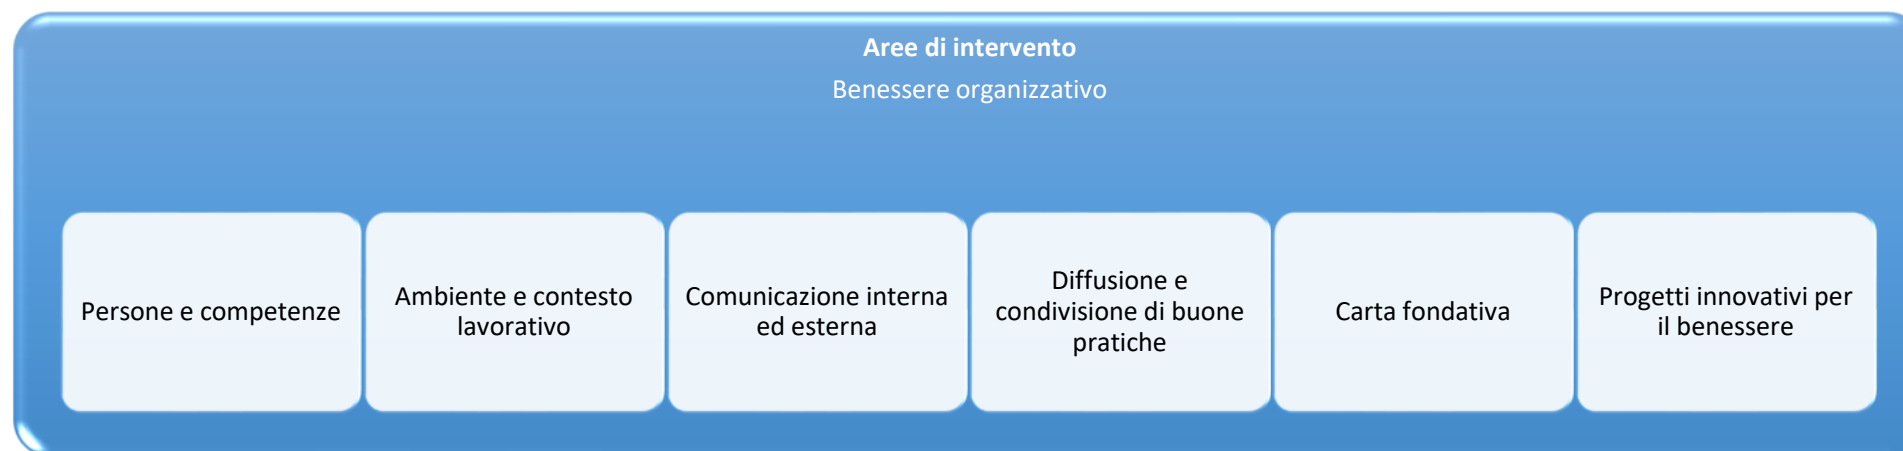 Aree di intervento
Benessere organizzativo
Persone e competenze
Ambiente e contesto
lavorativo
Comunicazione interna
ed esterna
Diffusione e
condivisione di buone
pratiche
Carta fondativa
Progetti innovativi per
il benessere